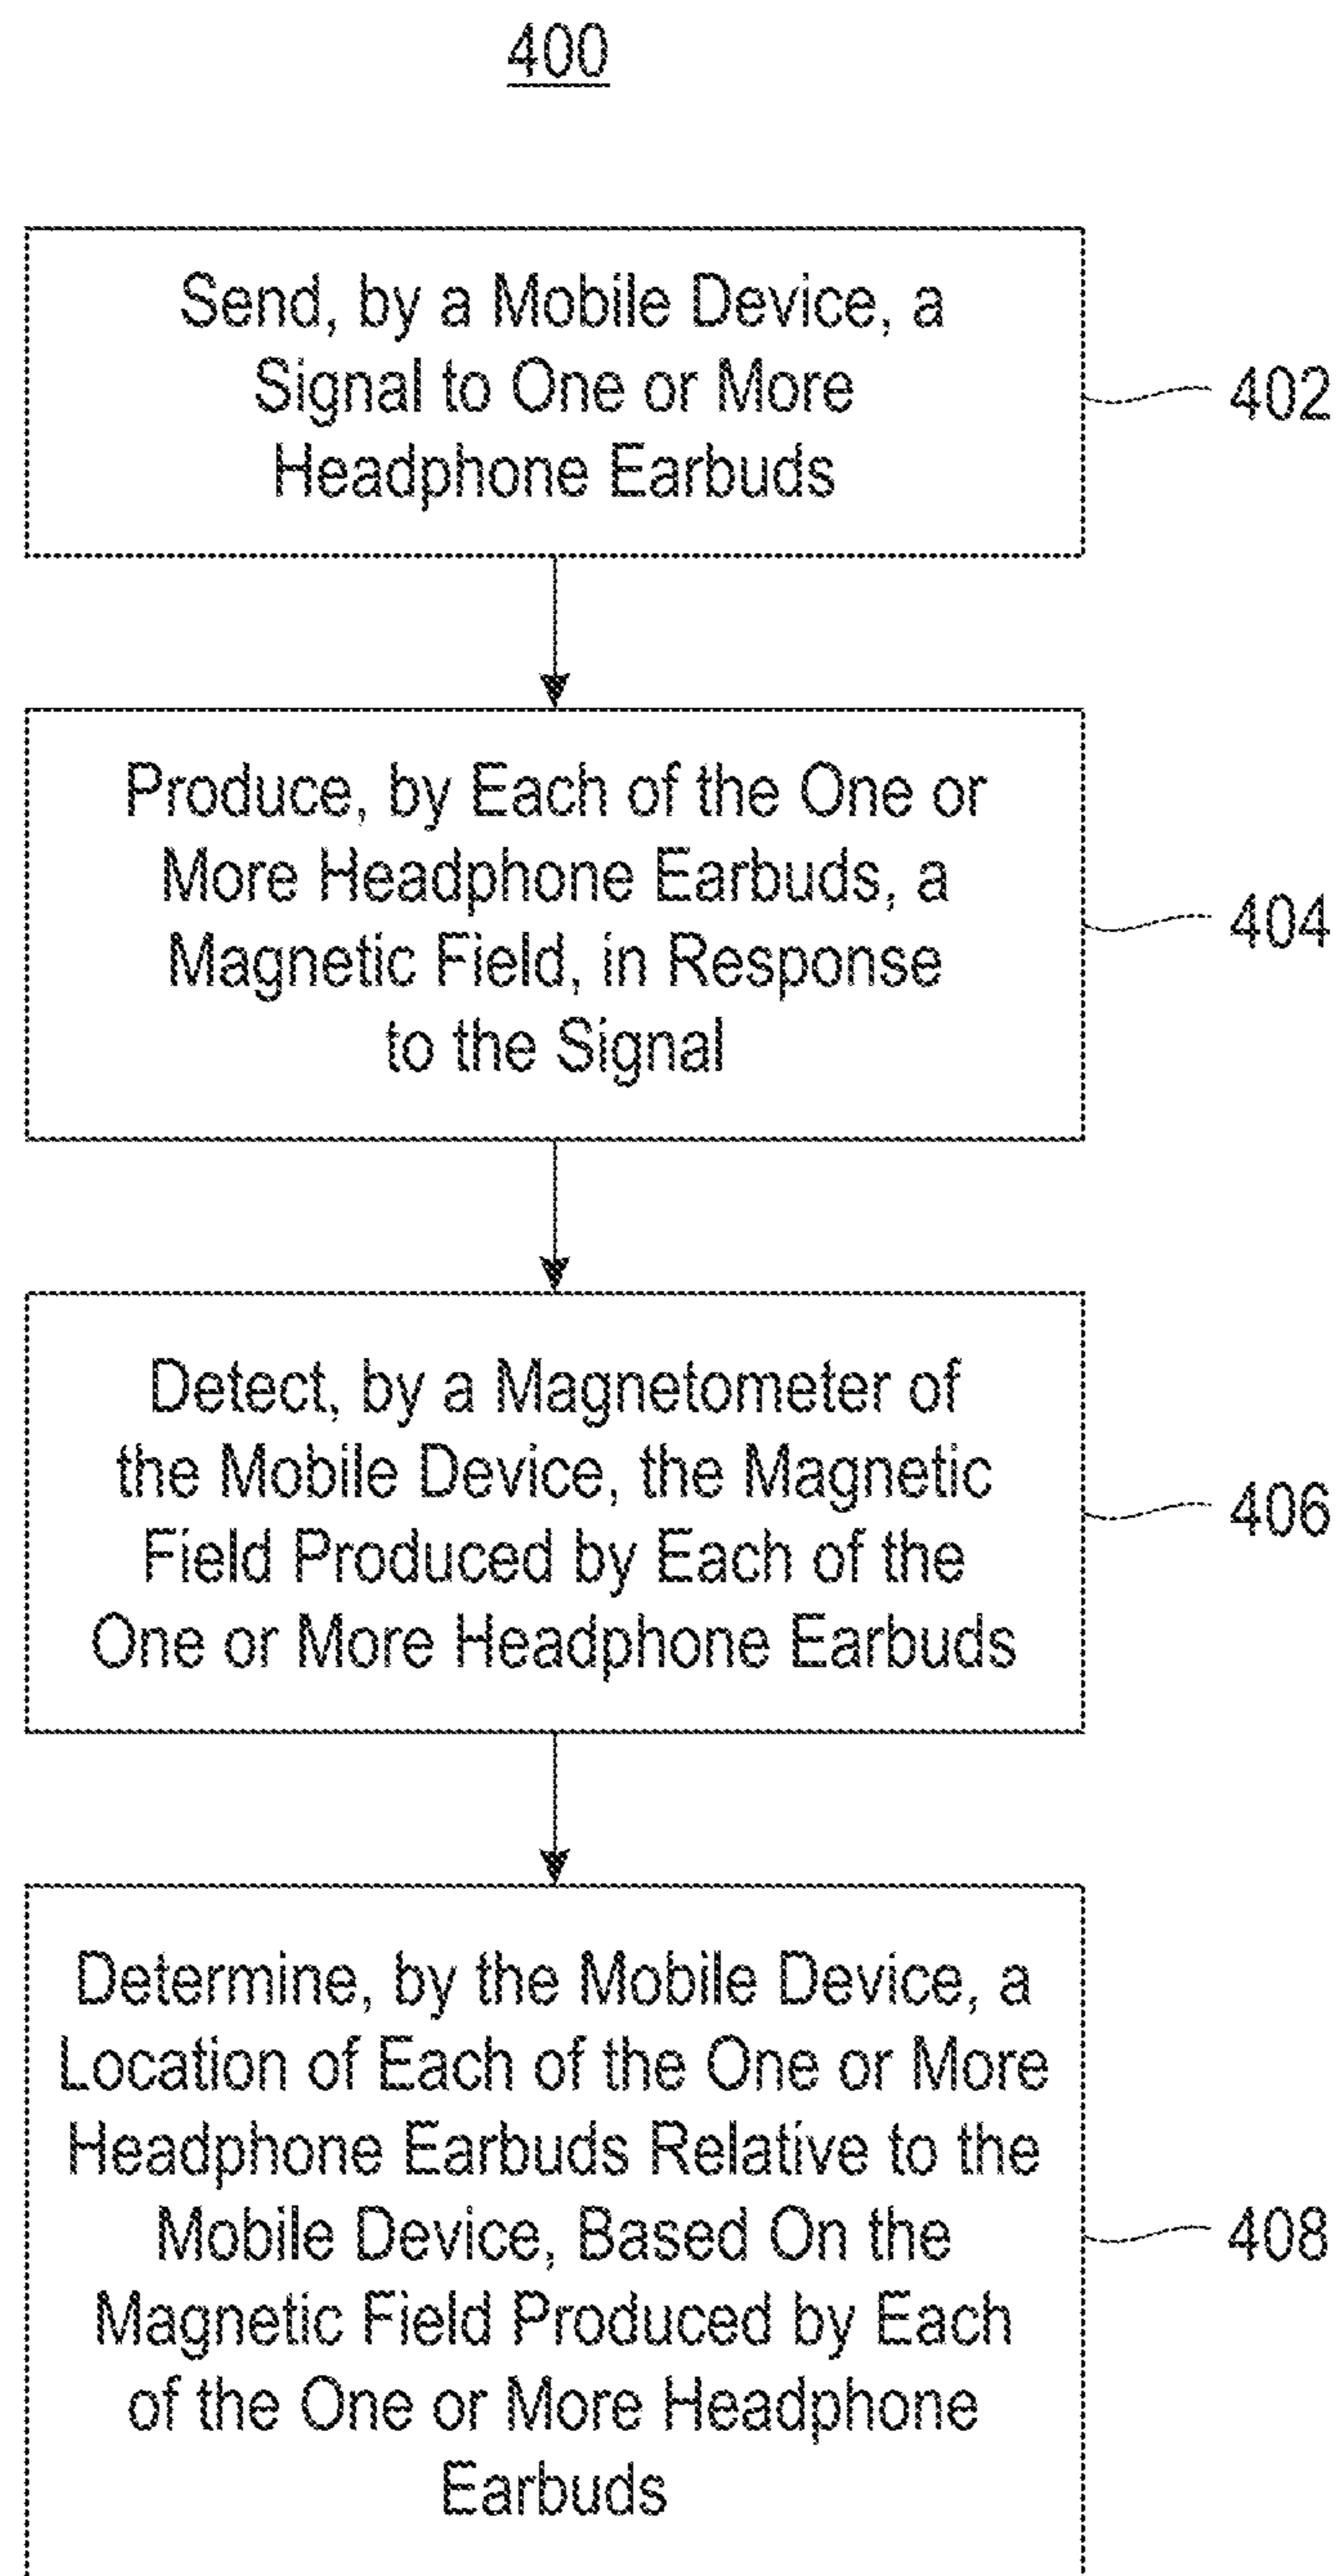 400
Send, by a Mobile Device, a
Signal to One or More
Headphone Earbuds
402
Produce, by Each of the One or
More Headphone Earbuds, a
Magnetic Field, in Response
to the Signal
404
Detect, by a Magnetometer of
the Mobile Device, the Magnetic
Field Produced by Each of the
One or More Headphone Earbuds
406
Determine, by the Mobile Device, a
Location of Each of the One or More
Headphone Earbuds Relative to the
Mobile Device, Based On the
Magnetic Field Produced by Each
of the One or More Headphone
Earbuds
408